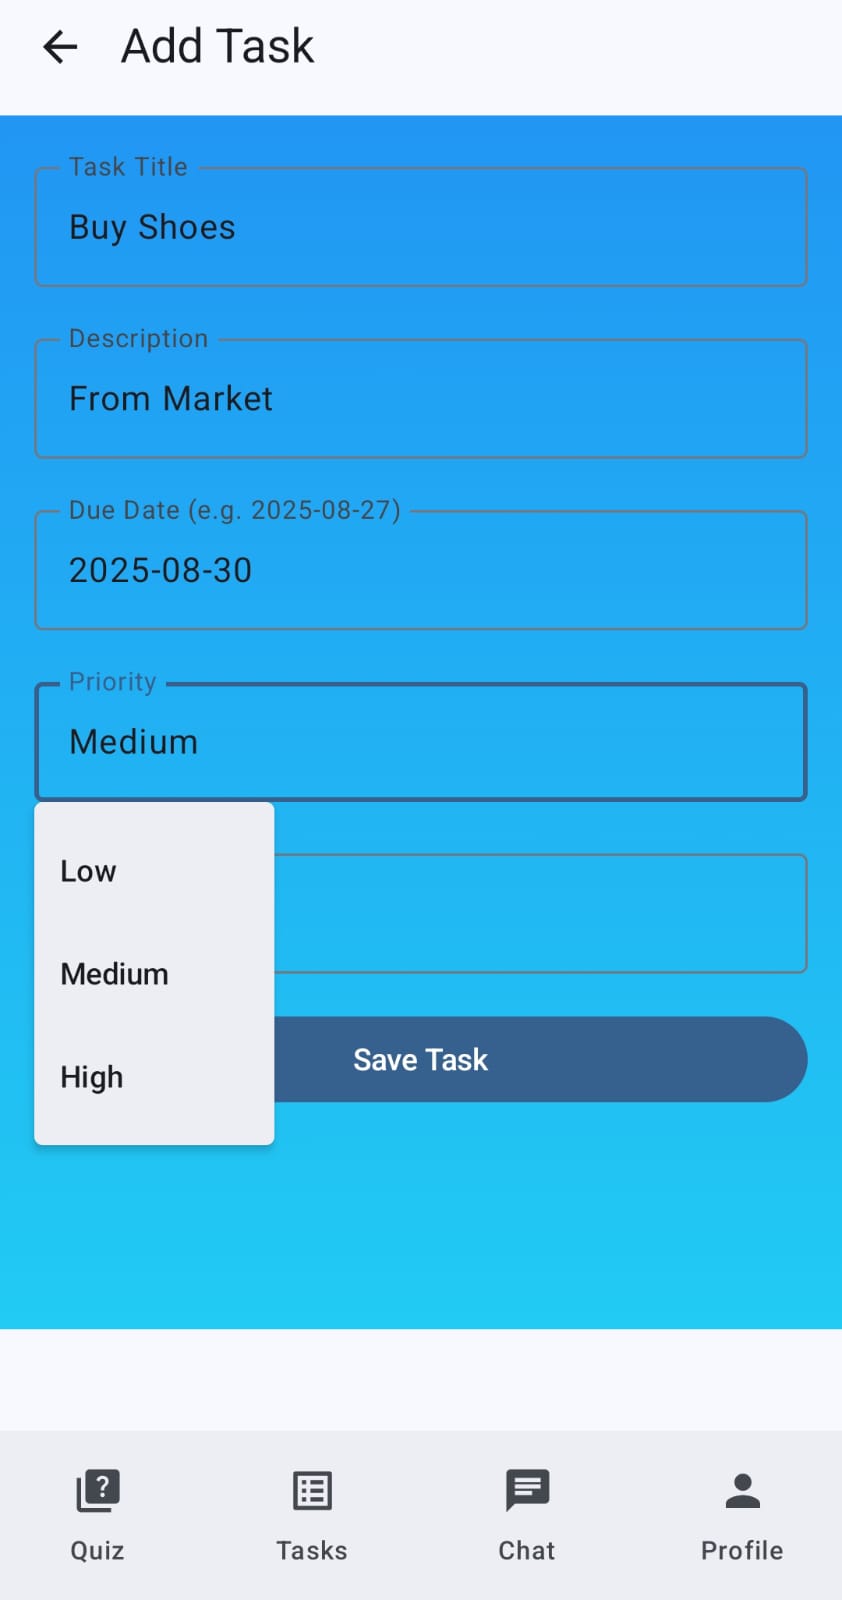 Add Task
Task Title
Buy Shoes
Description
From Market
Due Date (e.g. 2025-08-27)
2025-08-30
Priority
Medium
Low
Medium
High
Save Task
Quiz
Tasks
Chat
Profile